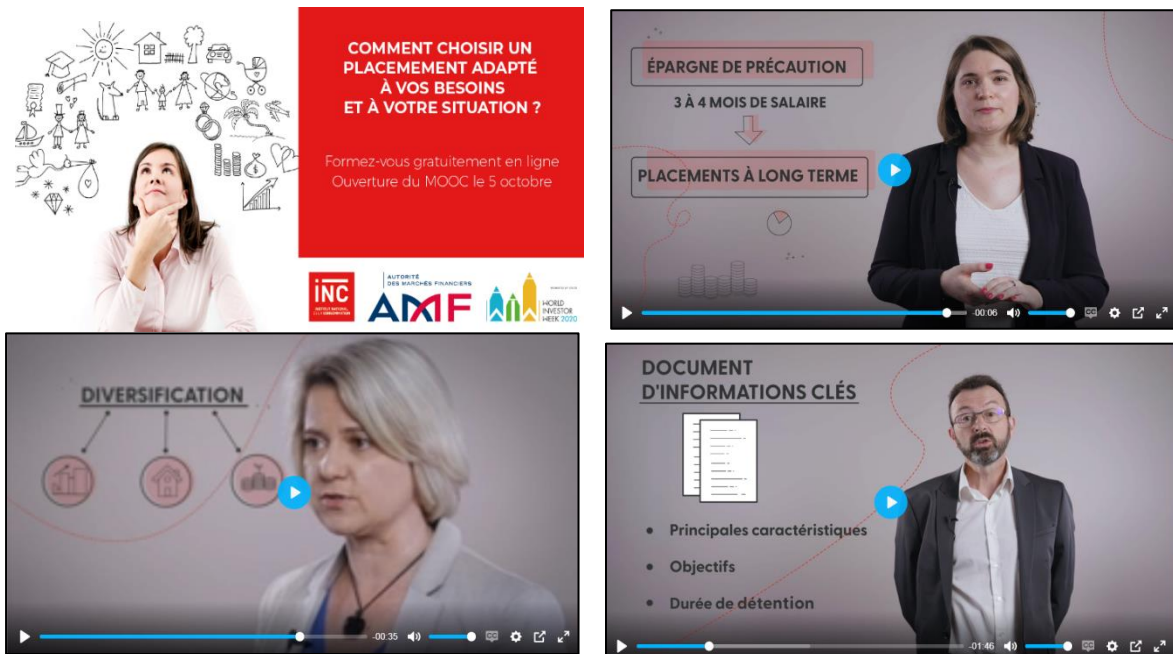 COMMENT CHOISIR UN
PLACEMEMENT ADAPTÉ
À VOS BESOINS
ET À VOTRE SITUATION ?
Formez-vous gratuitement en ligne
Ouverture du MOOC le 5 octobre
INC
AUTORITÉ
DES MARCHÉS FINANCIERS
AMF
WORLD
INVESTOR
WEEK 2020
ÉPARGNE DE PRÉCAUTION
3 À 4 MOIS DE SALAIRE
PLACEMENTS À LONG TERME
-00:06
DIVERSIFICATION
-00:35
DOCUMENT
D'INFORMATIONS CLÉS
• Principales caractéristiques
• Objectifs
• Durée de détention
-01:46